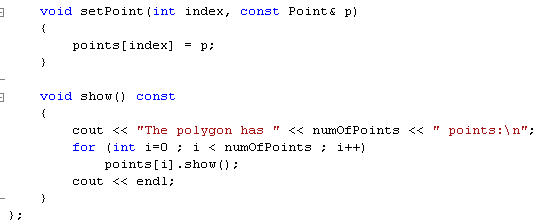 void setPoint(int index, const Point& p)
{
points[index] = p;
}
void show() const
{
cout << "The polygon has " << numOfPoints << " points:\n";
for (int i=0 ; i < numOfPoints ; i++)
points[i].show();
cout << endl;
}
};